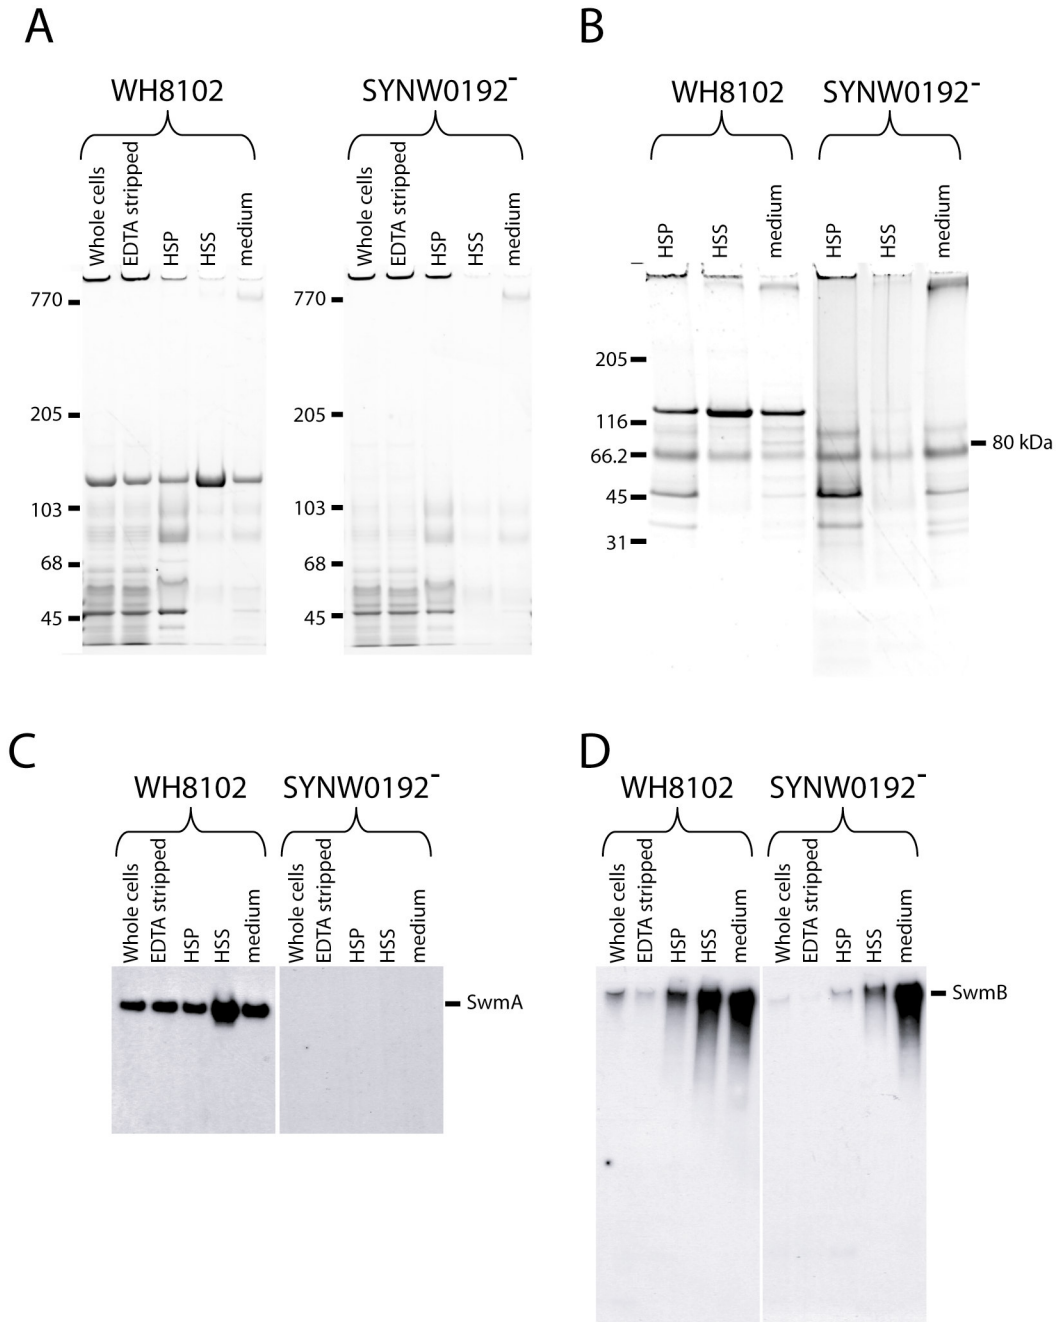 A
WH8102
SYNW0192⁻
Whole cells
EDTA stripped
HSP
HSS
medium
Whole cells
EDTA stripped
HSP
HSS
medium
770
205
103
68
45
770
205
103
68
45
B
WH8102
SYNW0192⁻
HSP
HSS
medium
HSP
HSS
medium
205
116
66.2
45
31
80 kDa
C
WH8102
SYNW0192⁻
Whole cells
EDTA stripped
HSP
HSS
medium
Whole cells
EDTA stripped
HSP
HSS
medium
SwmA
D
WH8102
SYNW0192⁻
Whole cells
EDTA stripped
HSP
HSS
medium
Whole cells
EDTA stripped
HSP
HSS
medium
SwmB